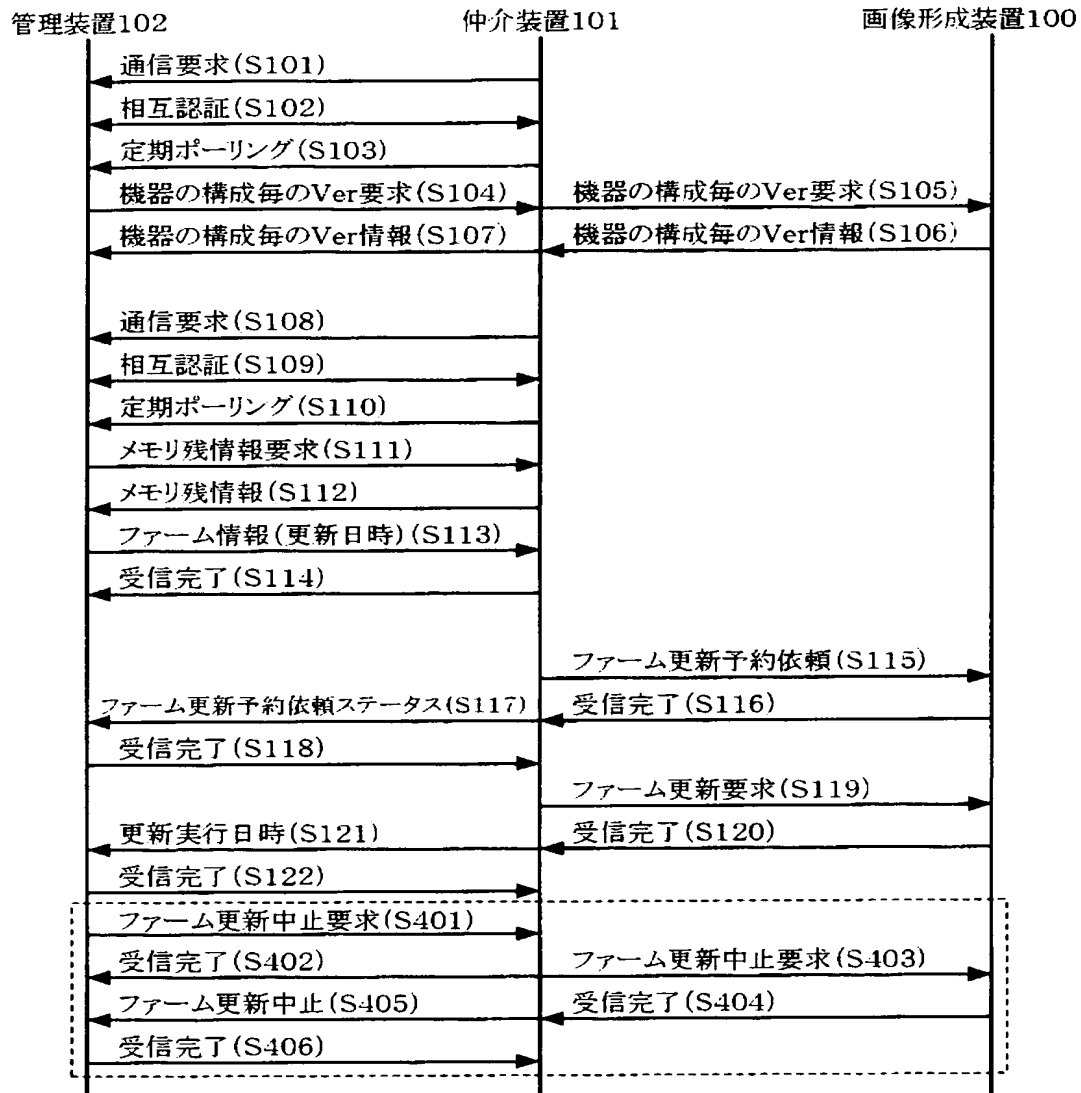 管理装置102
仲介装置101
画像形成装置100
通信要求(S101)
相互認証(S102)
定期ポーリング(S103)
機器の構成毎のVer要求(S104)
機器の構成毎のVer要求(S105)
機器の構成毎のVer情報(S107)
機器の構成毎のVer情報(S106)
通信要求(S108)
相互認証(S109)
定期ポーリング(S110)
メモリ残情報要求(S111)
メモリ残情報(S112)
ファーム情報(更新日時)(S113)
受信完了(S114)
ファーム更新予約依頼(S115)
ファーム更新予約依頼ステータス(S117)
受信完了(S116)
受信完了(S118)
ファーム更新要求(S119)
更新実行日時(S121)
受信完了(S120)
受信完了(S122)
ファーム更新中止要求(S401)
受信完了(S402)
ファーム更新中止要求(S403)
ファーム更新中止(S405)
受信完了(S404)
受信完了(S406)